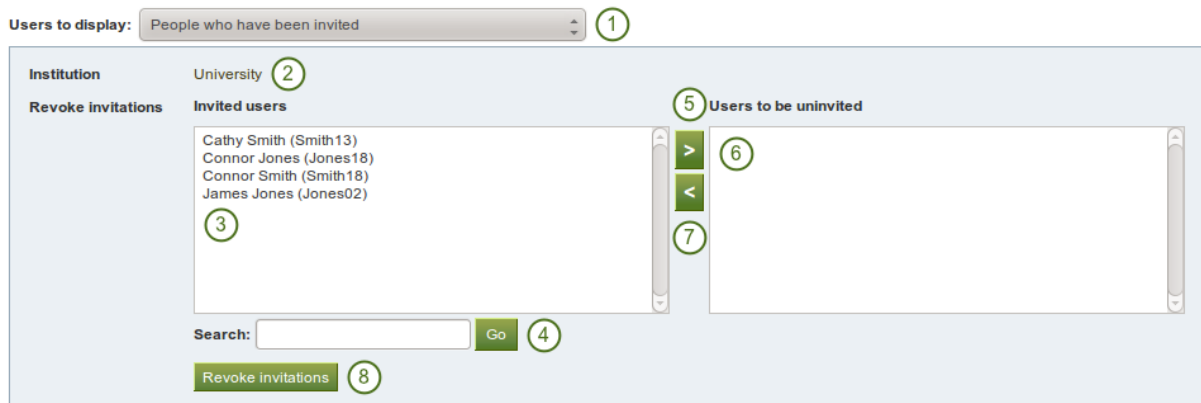 Users to display: People who have been invited 1
Institution University 2
Revoke invitations Invited users 5 Users to be uninvited
Cathy Smith (Smith13)
Connor Jones (Jones18)
Connor Smith (Smith18)
James Jones (Jones02)
3
>
6
<
7
Search: Go 4
Revoke invitations 8